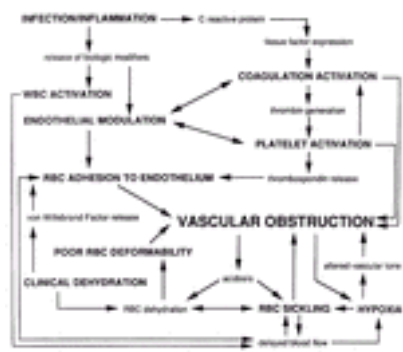 INFECTION/INFLAMMATION
C reactive protein
tissue factor expression
release of biologic modifiers
COAGULATION ACTIVATION
WBC ACTIVATION
thrombin generation
ENDOTHELIAL MODULATION
PLATELET ACTIVATION
RBC ADHESION TO ENDOTHELIUM
thrombospondin release
von Willebrand Factor release
VASCULAR OBSTRUCTION
POOR RBC DEFORMABILITY
altered vascular tone
CLINICAL DEHYDRATION
acidosis
RBC dehydration
RBC SICKLING
HYPOXIA
delayed blood flow